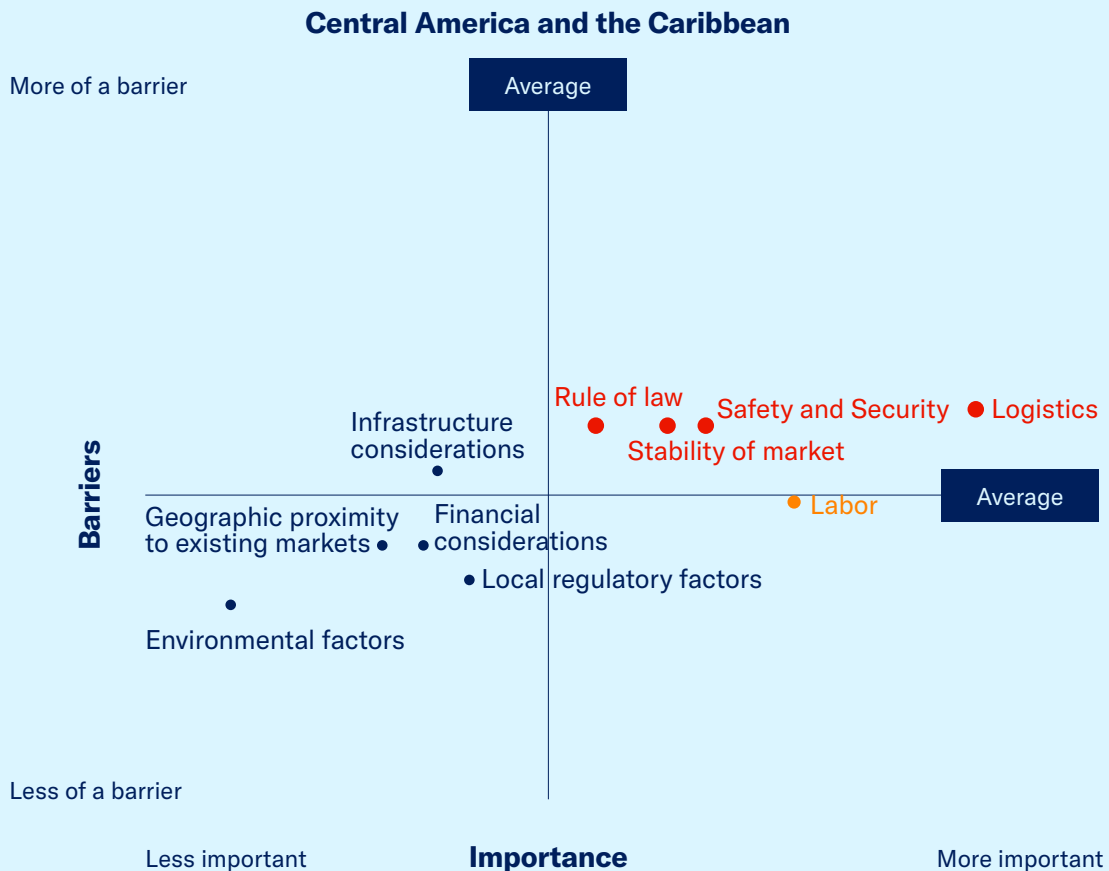 Central America and the Caribbean
More of a barrier
Average
Rule of law
Safety and Security
Logistics
Infrastructure
considerations
Stability of market
Barriers
Average
Labor
Geographic proximity
to existing markets
Financial
considerations
Local regulatory factors
Environmental factors
Less of a barrier
Less important
Importance
More important